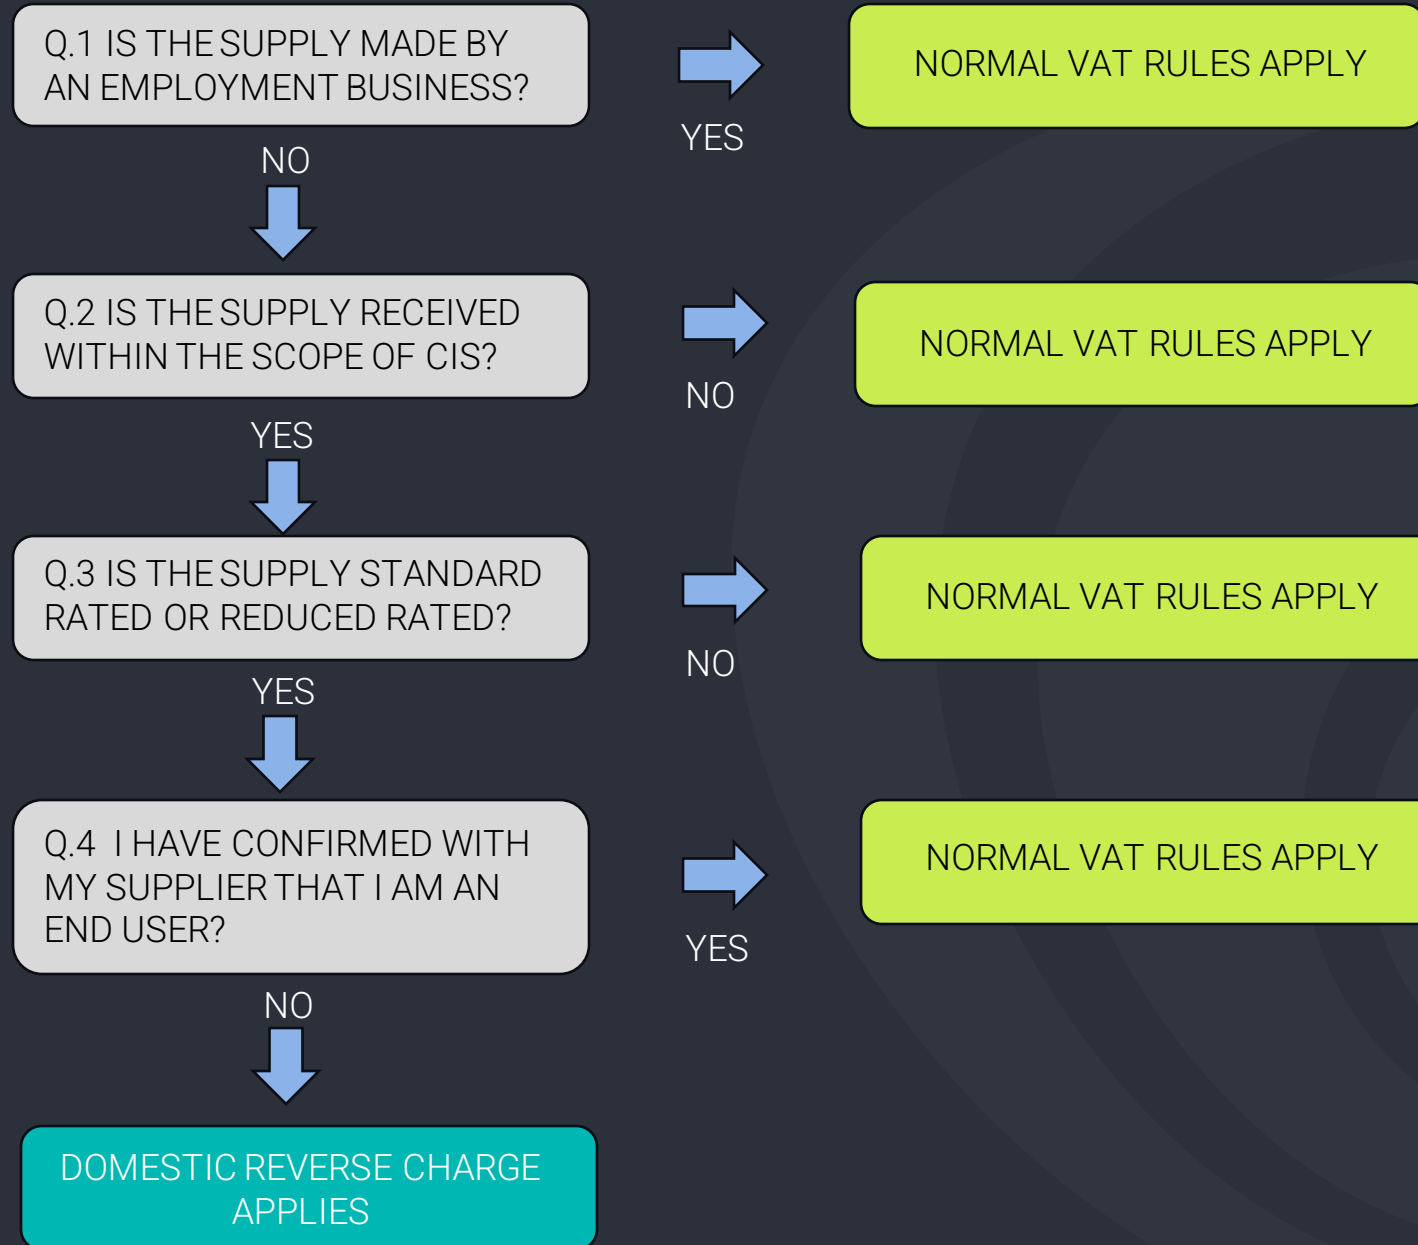 Q.1 IS THE SUPPLY MADE BY
AN EMPLOYMENT BUSINESS?
YES
NORMAL VAT RULES APPLY
NO
Q.2 IS THE SUPPLY RECEIVED
WITHIN THE SCOPE OF CIS?
NO
NORMAL VAT RULES APPLY
YES
Q.3 IS THE SUPPLY STANDARD
RATED OR REDUCED RATED?
NO
NORMAL VAT RULES APPLY
YES
Q.4 I HAVE CONFIRMED WITH
MY SUPPLIER THAT I AM AN
END USER?
YES
NORMAL VAT RULES APPLY
NO
DOMESTIC REVERSE CHARGE
APPLIES